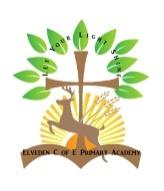 Let Your Light Shine
Elveden C of E Primary Academy